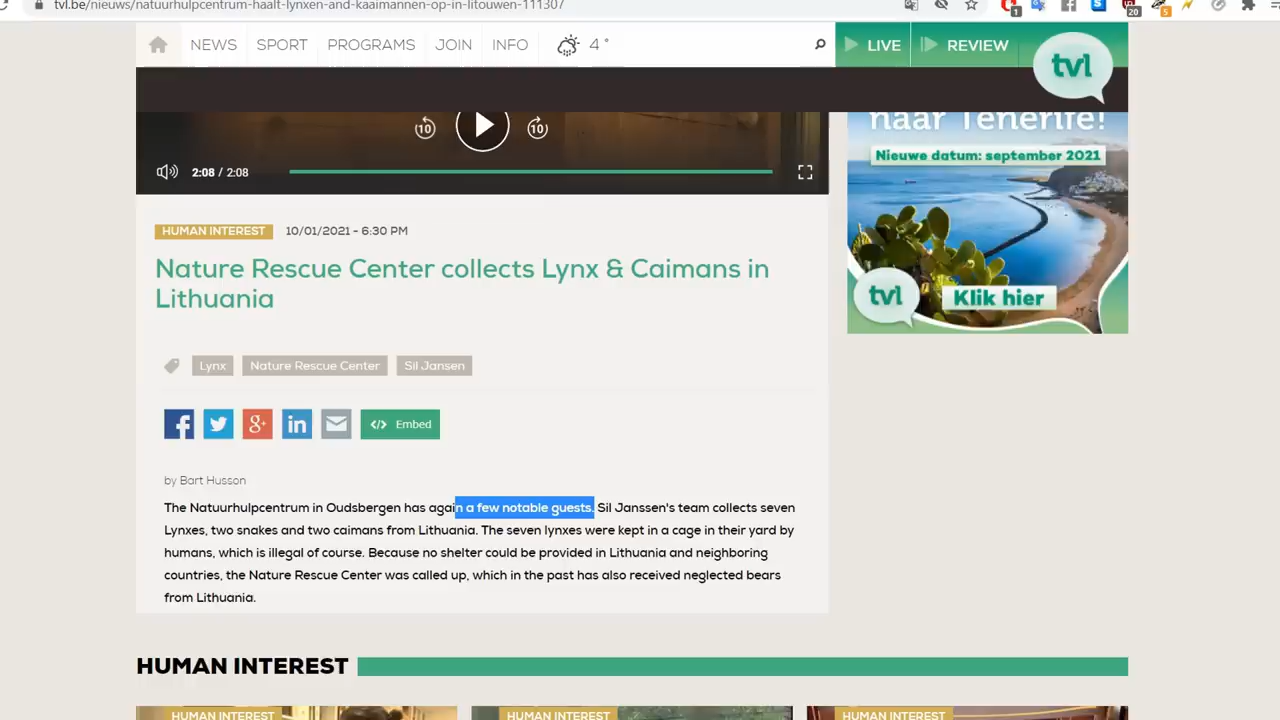 tvl.be/nieuws/natuurhulpcentrum-haalt-lynxen-en-kaaimannen-op-in-litouwen-111307
1
20
5
NEWS SPORT PROGRAMS JOIN INFO 4 ° LIVE REVIEW
tvl
naar Tenerife!
10 10
Nieuwe datum: september 2021
2:08 / 2:08
HUMAN INTEREST 10/01/2021 - 6:30 PM
Nature Rescue Center collects Lynx & Caimans in
Lithuania
tvl Klik hier
Lynx Nature Rescue Center Sil Jansen
f g+ in </> Embed
by Bart Husson
The Natuurhulpcentrum in Oudsbergen has again a few notable guests. Sil Janssen's team collects seven
Lynxes, two snakes and two caimans from Lithuania. The seven lynxes were kept in a cage in their yard by
humans, which is illegal of course. Because no shelter could be provided in Lithuania and neighboring
countries, the Nature Rescue Center was called up, which in the past has also received neglected bears
from Lithuania.
HUMAN INTEREST
HUMAN INTEREST HUMAN INTEREST HUMAN INTEREST